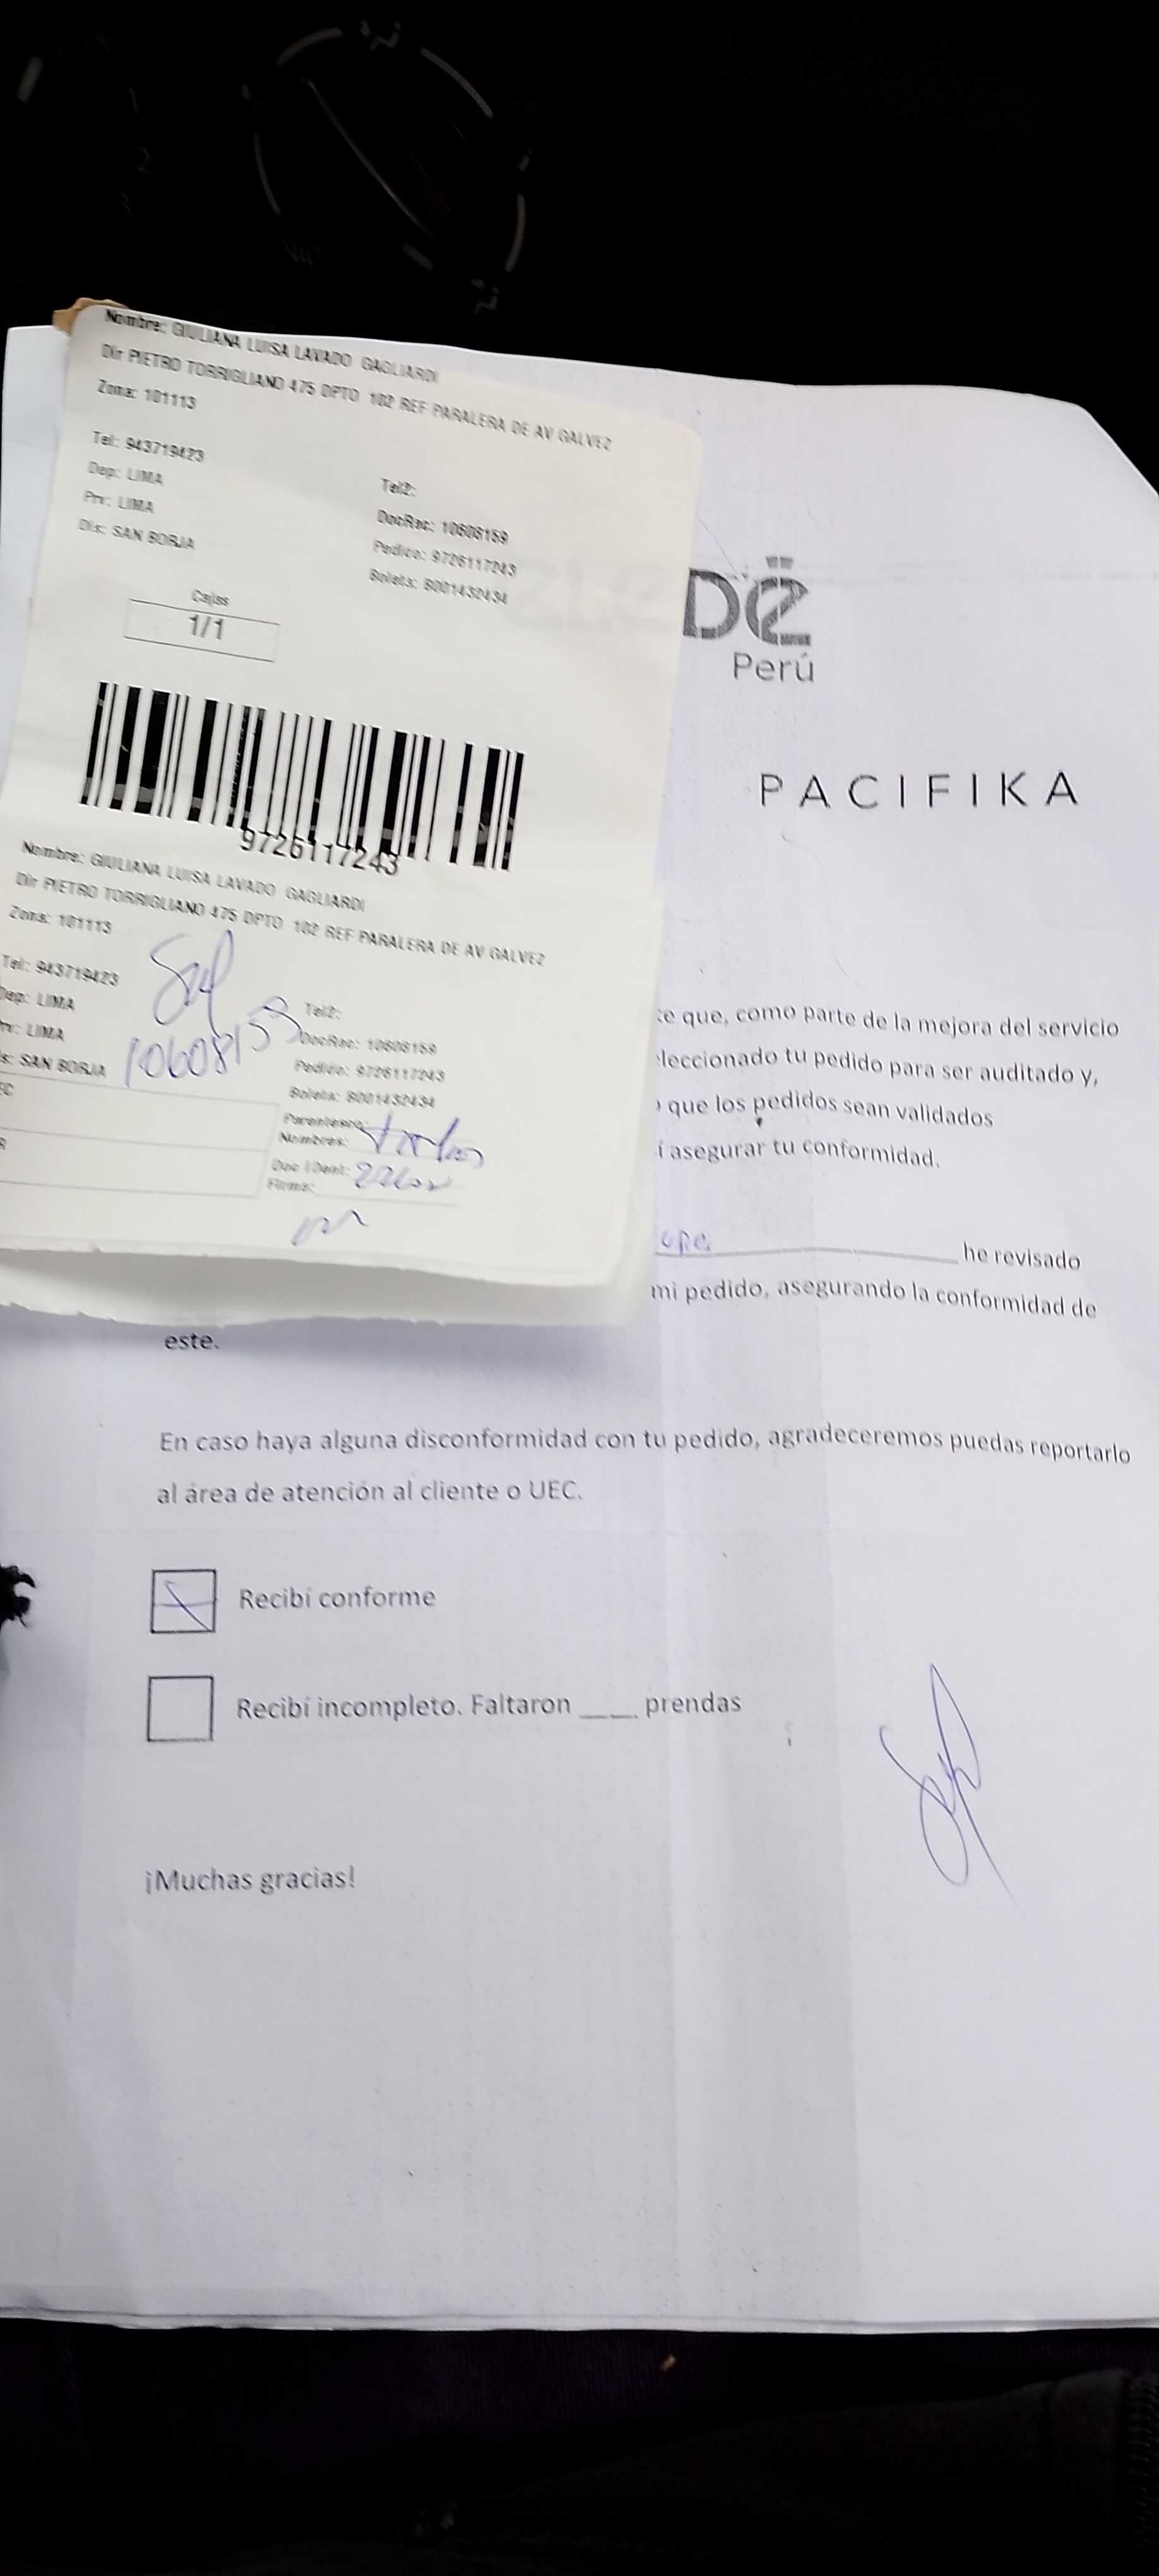 Nombre: GIULIANA LUISA LAVADO GAGLIARDI
Dir PIETRO TORRIGLIANO 475 DPTO 102 REF PARALERA DE AV GALVEZ
Zona: 101113
Tel: 943719423
Dep: LIMA
Prv: LIMA
Dis: SAN BORJA
Tel2:
DocRec: 10608159
Pedido: 9726117243
Boleta: B001432434
Cajas
1/1
9726117243
Nombre: GIULIANA LUISA LAVADO GAGLIARDI
Dir PIETRO TORRIGLIANO 475 DPTO 102 REF PARALERA DE AV GALVEZ
Zona: 101113
Tel: 943719423
Dep: LIMA
rv: LIMA
s: SAN BORJA
10608159
Tel2:
DocRec: 10608159
Pedido: 9726117243
Boleta: B001432434
Parentesco:
Nombres:
Doc Ident:
Firma:
Perú
PACIFIKA
te que, como parte de la mejora del servicio
leccionado tu pedido para ser auditado y,
o que los pedidos sean validados
í asegurar tu conformidad.
he revisado
mi pedido, asegurando la conformidad de
este.
En caso haya alguna disconformidad con tu pedido, agradeceremos puedas reportarlo
al área de atención al cliente o UEC.
Recibí conforme
Recibí incompleto. Faltaron ____ prendas
¡Muchas gracias!